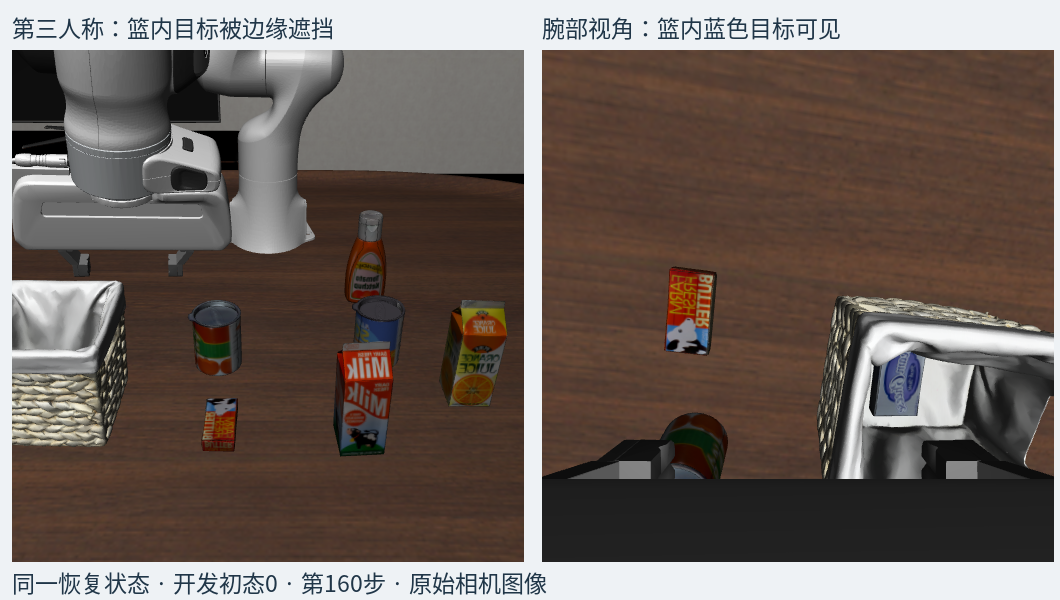 第三人称：篮内目标被边缘遮挡
腕部视角：篮内蓝色目标可见
Milk
Milk
ORANGE
JUICE
BUTTER
FARM
FRESH
同一恢复状态 · 开发初态0 · 第160步 · 原始相机图像